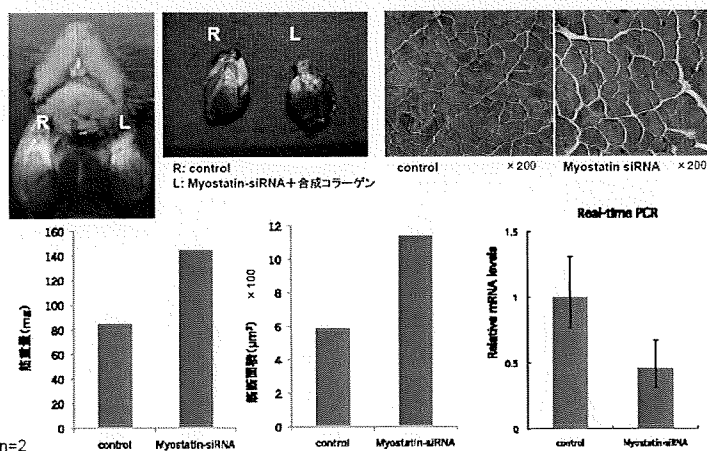 R
L
R
L
R: control
L: Myostatin-siRNA+合成コラーゲン
control
×200
Myostatin siRNA
×200
160
140
120
100
80
60
40
20
0
筋重量(mg)
control
Myostatin-siRNA
n=2
12
10
8
6
4
2
0
×100
筋断面積(μm²)
control
Myostatin-siRNA
Real-time PCR
1.5
1
0.5
0
Relative mRNA levels
control
Myostatin-siRNA